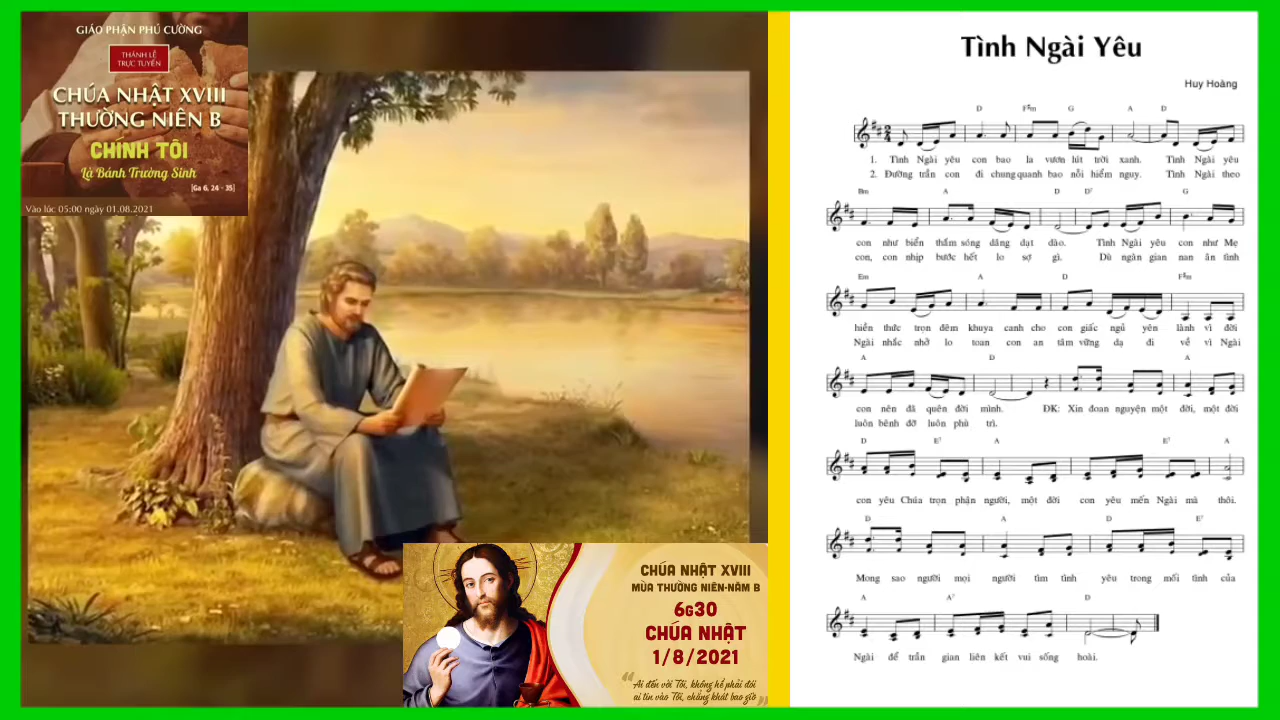 GIÁO PHẬN PHÚ CƯỜNG
THÁNH LỄ
TRỰC TUYẾN
CHÚA NHẬT XVIII
THƯỜNG NIÊN B
CHÍNH TÔI
Là Bánh Trường Sinh
[Ga 6, 24 - 35]
Vào lúc 05:00 ngày 01.08.2021
CHÚA NHẬT XVIII
MÙA THƯỜNG NIÊN-NĂM B
6G30
CHÚA NHẬT
1/8/2021
“Ai đến với Tôi, không hề phải đói
ai tin vào Tôi, chẳng khát bao giờ”
Tình Ngài Yêu
Huy Hoàng
D F#m G A D
1. Tình Ngài yêu con bao la vươn lút trời xanh. Tình Ngài yêu
2. Đường trần con đi chung quanh bao nỗi hiểm nguy. Tình Ngài theo
Bm A D D7 G
con như biển thắm sóng dâng dạt dào. Tình Ngài yêu con như Mẹ
con, con nhịp bước hết lo sợ gì. Dù ngân gian nan ân tình
Em A D F#m
hiền thức trọn đêm khuya canh cho con giấc ngủ yên lành vì đời
Ngài nhắc nhở lo toan con an tâm vững dạ đi về vì Ngài
A D A
con nên đã quên đời mình. ĐK: Xin đoan nguyện một đời, một đời
luôn bênh đỡ luôn phù trì.
D E7 A E7 A
con yêu Chúa trọn phận người, một đời con yêu mến Ngài mà thôi.
D A D E7
Mong sao người mọi người tìm tình yêu trong mối tình của
A A7 D
Ngài để trần gian liên kết vui sống hoài.